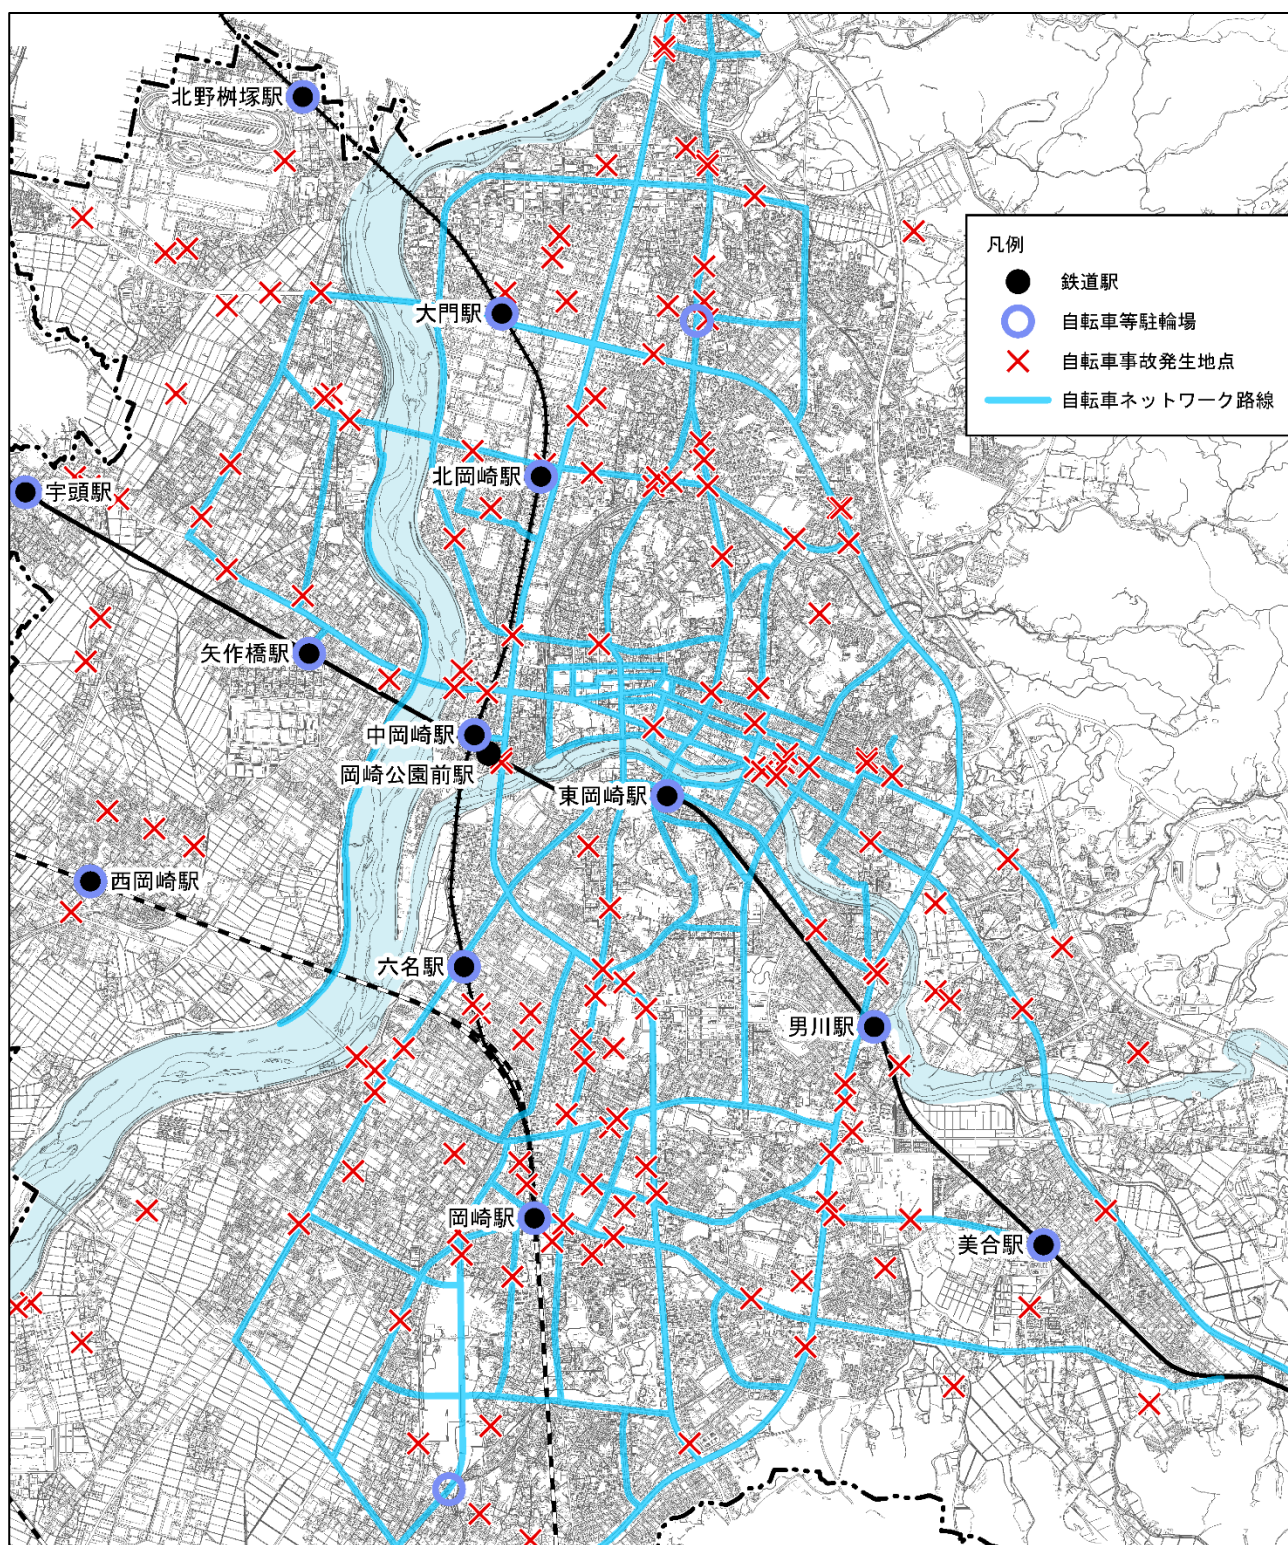 北野桝塚駅
凡例
鉄道駅
自転車等駐輪場
自転車事故発生地点
自転車ネットワーク路線
大門駅
北岡崎駅
宇頭駅
矢作橋駅
中岡崎駅
岡崎公園前駅
東岡崎駅
西岡崎駅
六名駅
男川駅
岡崎駅
美合駅